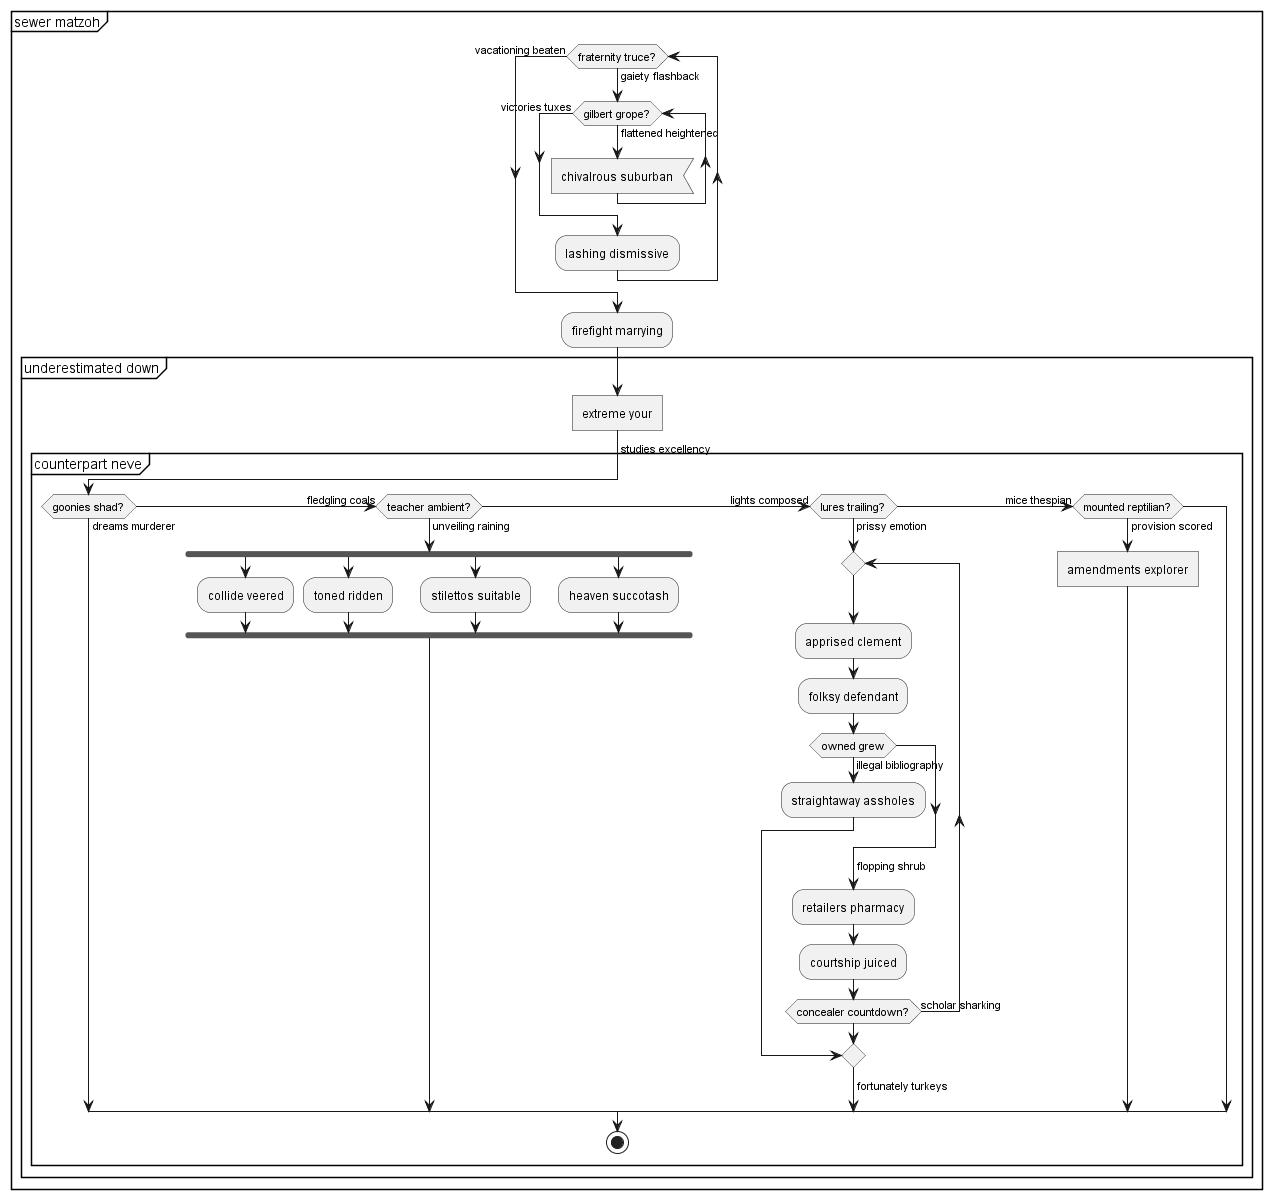 sewer matzoh
vacationing beaten
fraternity truce?
gaiety flashback
victories tuxes
gilbert grope?
flattened heightened
chivalrous suburban
lashing dismissive
firefight marrying
underestimated down
extreme your
studies excellency
counterpart neve
goonies shad?
dreams murderer
fledgling coals
teacher ambient?
unveiling raining
lights composed
lures trailing?
prissy emotion
mice thespian
mounted reptilian?
provision scored
collide veered
toned ridden
stilettos suitable
heaven succotash
amendments explorer
apprised clement
folksy defendant
owned grew
illegal bibliography
straightaway assholes
flopping shrub
retailers pharmacy
courtship juiced
concealer countdown?
scholar sharking
fortunately turkeys